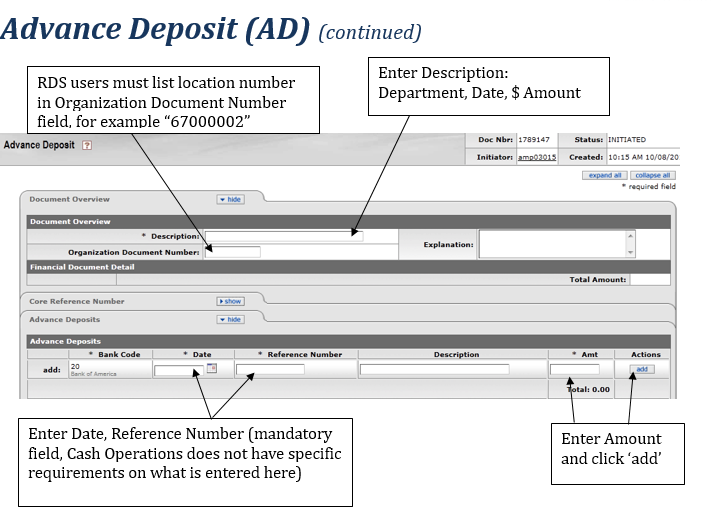 Advance Deposit (AD) (continued)
RDS users must list location number
in Organization Document Number
field, for example “67000002”
Enter Description:
Department, Date, $ Amount
Advance Deposit ?
Doc Nbr: 1789147 Status: INITIATED
Initiator: amp03015 Created: 10:15 AM 10/08/20
expand all collapse all
* required field
Document Overview hide
Document Overview
* Description:
Organization Document Number:
Explanation:
Financial Document Detail
Total Amount:
Core Reference Number show
Advance Deposits hide
Advance Deposits
* Bank Code * Date * Reference Number Description * Amt Actions
add: 20 add
Bank of America
Total: 0.00
Enter Date, Reference Number (mandatory
field, Cash Operations does not have specific
requirements on what is entered here)
Enter Amount
and click ‘add’